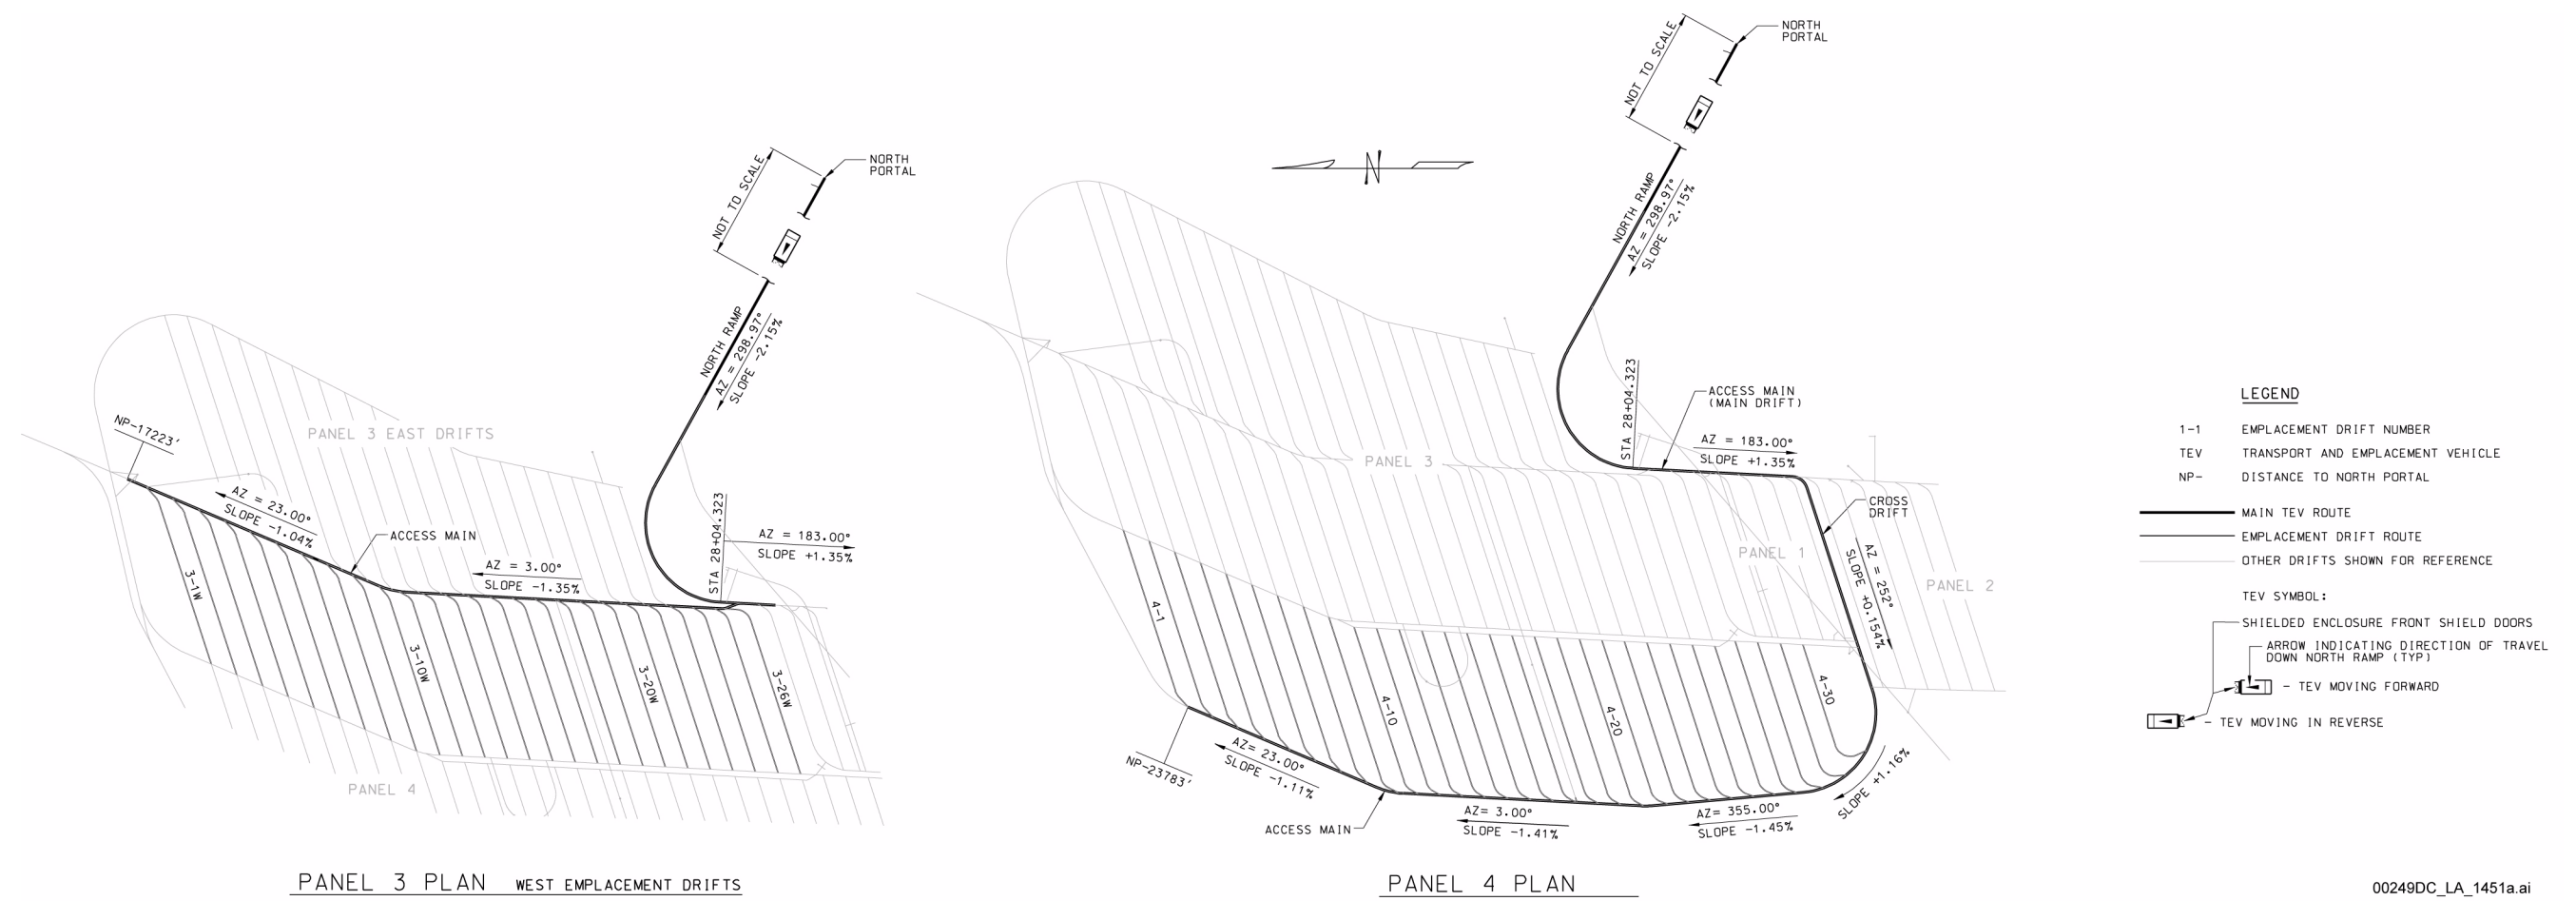 NORTH
PORTAL
NOT TO SCALE
NORTH RAMP
AZ = 298.97°
SLOPE -2.15%
NP-17223'
PANEL 3 EAST DRIFTS
AZ = 23.00°
SLOPE -1.04%
ACCESS MAIN
AZ = 3.00°
SLOPE -1.35%
STA 28+04.323
AZ = 183.00°
SLOPE +1.35%
3-1W
3-10W
3-20W
3-26W
PANEL 4
PANEL 3 PLAN WEST EMPLACEMENT DRIFTS
NORTH
PORTAL
NOT TO SCALE
N
NORTH RAMP
AZ = 298.97°
SLOPE -2.15%
STA 28+04.323
ACCESS MAIN
(MAIN DRIFT)
AZ = 183.00°
SLOPE +1.35%
PANEL 3
CROSS
DRIFT
PANEL 1
AZ = 252°
SLOPE +0.154%
PANEL 2
4-1
4-10
4-20
4-30
NP-23783'
AZ= 23.00°
SLOPE -1.11%
ACCESS MAIN
AZ= 3.00°
SLOPE -1.41%
AZ= 355.00°
SLOPE -1.45%
SLOPE +1.16%
PANEL 4 PLAN
LEGEND
1-1 EMPLACEMENT DRIFT NUMBER
TEV TRANSPORT AND EMPLACEMENT VEHICLE
NP- DISTANCE TO NORTH PORTAL
MAIN TEV ROUTE
EMPLACEMENT DRIFT ROUTE
OTHER DRIFTS SHOWN FOR REFERENCE
TEV SYMBOL:
SHIELDED ENCLOSURE FRONT SHIELD DOORS
ARROW INDICATING DIRECTION OF TRAVEL
DOWN NORTH RAMP (TYP)
- TEV MOVING FORWARD
- TEV MOVING IN REVERSE
00249DC_LA_1451a.ai